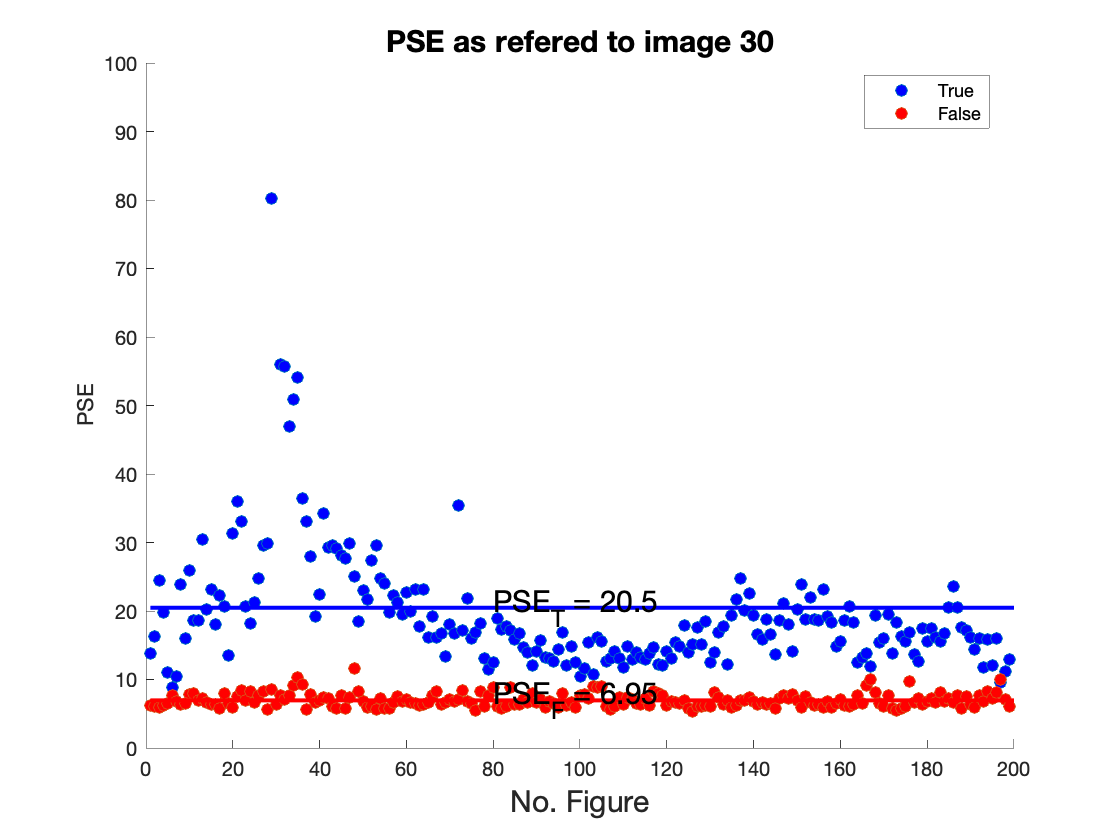 PSE as refered to image 30
100
90
80
70
60
50
40
30
20
10
0
PSE
True
False
PSE_T = 20.5
PSE_F = 6.95
0 20 40 60 80 100 120 140 160 180 200
No. Figure